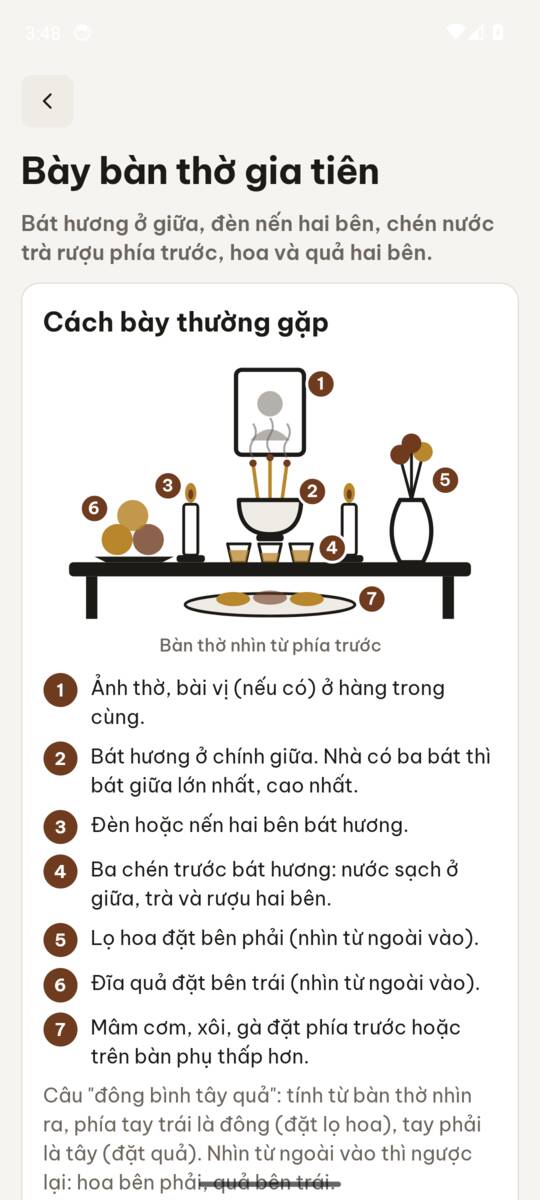 3:48
Bày bàn thờ gia tiên
Bát hương ở giữa, đèn nến hai bên, chén nước
trà rượu phía trước, hoa và quả hai bên.
Cách bày thường gặp
1
3
2
5
6
4
7
Bàn thờ nhìn từ phía trước
1 Ảnh thờ, bài vị (nếu có) ở hàng trong
cùng.
2 Bát hương ở chính giữa. Nhà có ba bát thì
bát giữa lớn nhất, cao nhất.
3 Đèn hoặc nến hai bên bát hương.
4 Ba chén trước bát hương: nước sạch ở
giữa, trà và rượu hai bên.
5 Lọ hoa đặt bên phải (nhìn từ ngoài vào).
6 Đĩa quả đặt bên trái (nhìn từ ngoài vào).
7 Mâm cơm, xôi, gà đặt phía trước hoặc
trên bàn phụ thấp hơn.
Câu "đông bình tây quả": tính từ bàn thờ nhìn
ra, phía tay trái là đông (đặt lọ hoa), tay phải
là tây (đặt quả). Nhìn từ ngoài vào thì ngược
lại: hoa bên phải, quả bên trái.